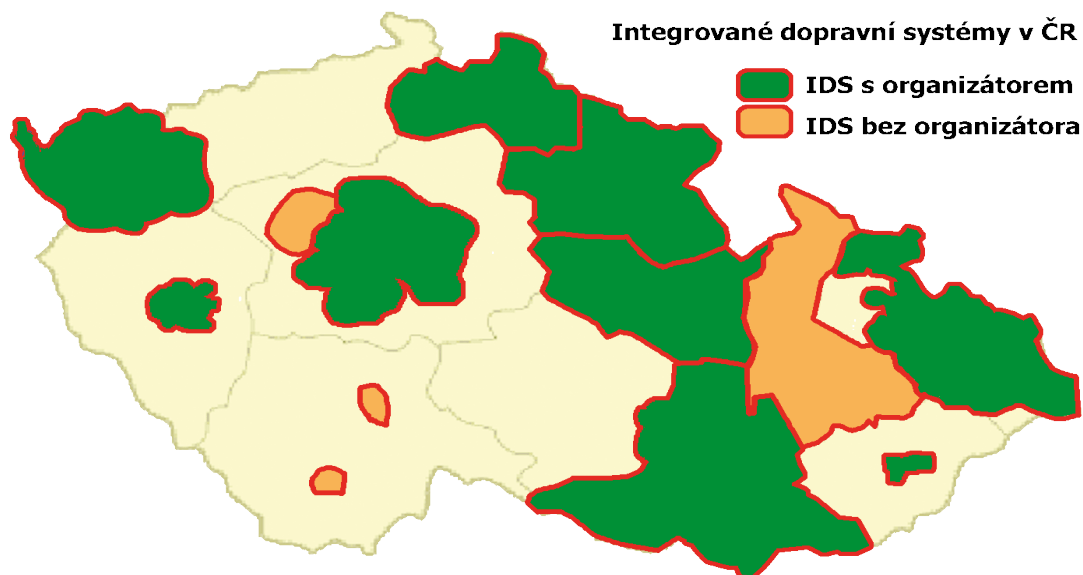 Integrované dopravní systémy v ČR
IDS s organizátorem
IDS bez organizátora